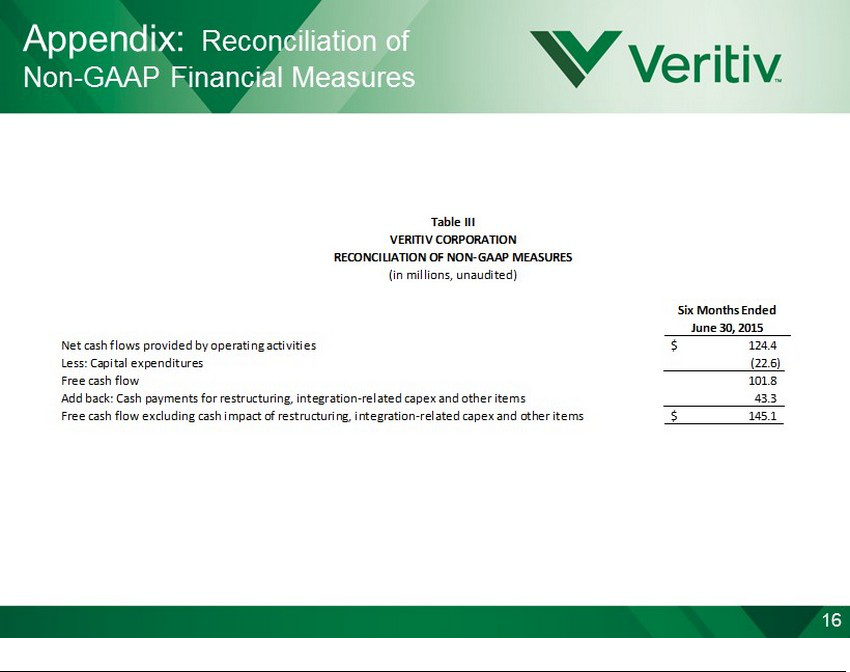 Appendix: Reconciliation of
Non-GAAP Financial Measures
Veritiv™
Table III
VERITIV CORPORATION
RECONCILIATION OF NON-GAAP MEASURES
(in millions, unaudited)
Six Months Ended
June 30, 2015
Net cash flows provided by operating activities $ 124.4
Less: Capital expenditures (22.6)
Free cash flow 101.8
Add back: Cash payments for restructuring, integration-related capex and other items 43.3
Free cash flow excluding cash impact of restructuring, integration-related capex and other items $ 145.1
16